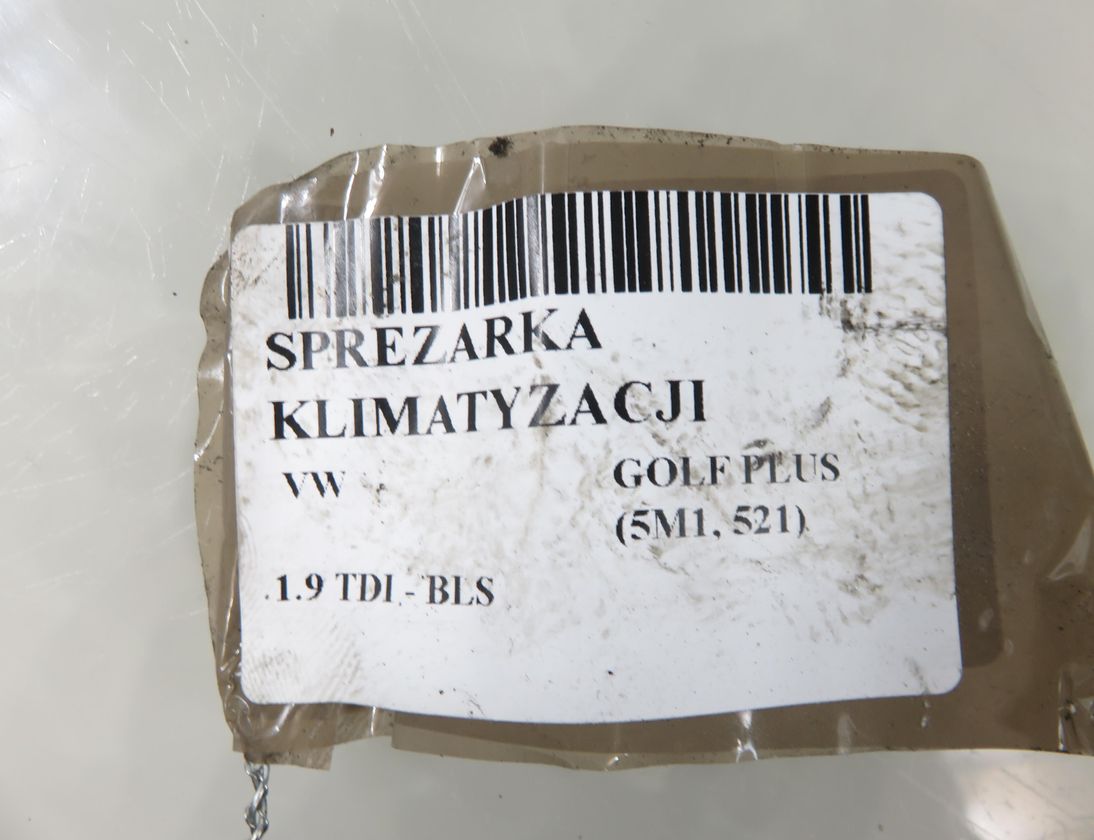 SPREZARKA
KLIMATYZACJI
VW GOLF PLUS
(5M1, 521)
1.9 TDI - BLS